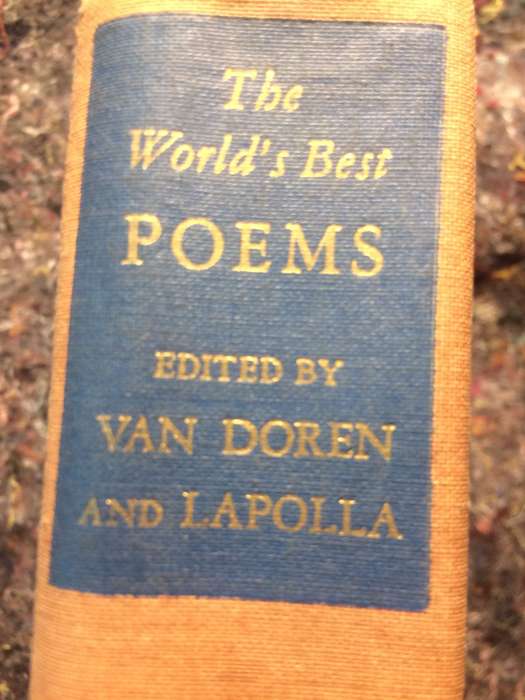 The
World's Best
POEMS
EDITED BY
VAN DOREN
AND LAPOLLA